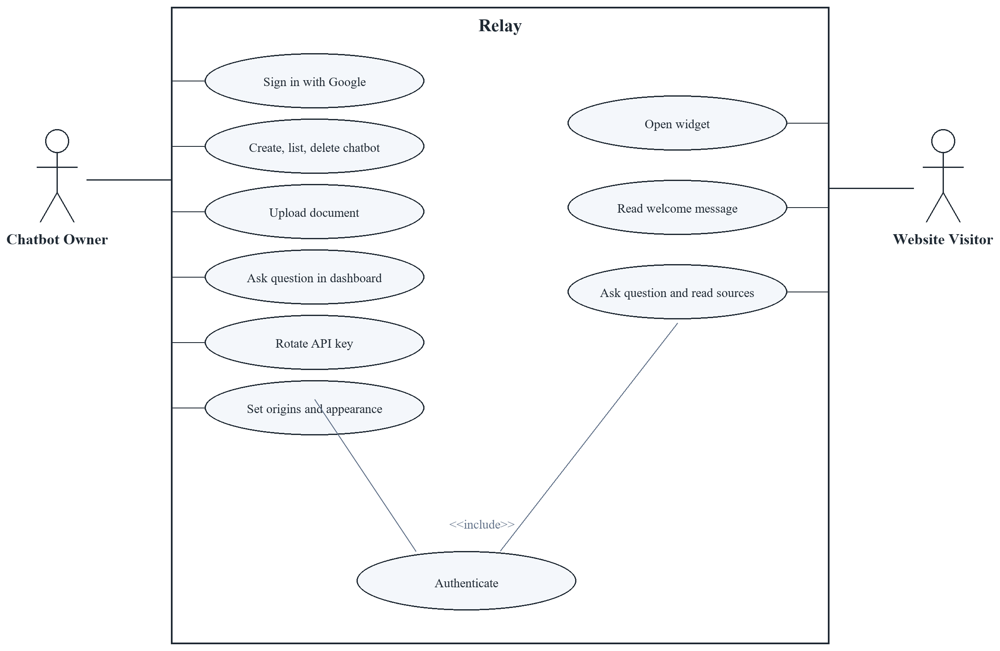 Relay
Sign in with Google
Create, list, delete chatbot
Upload document
Ask question in dashboard
Rotate API key
Set origins and appearance
Open widget
Read welcome message
Ask question and read sources
Chatbot Owner
Website Visitor
<<include>>
Authenticate